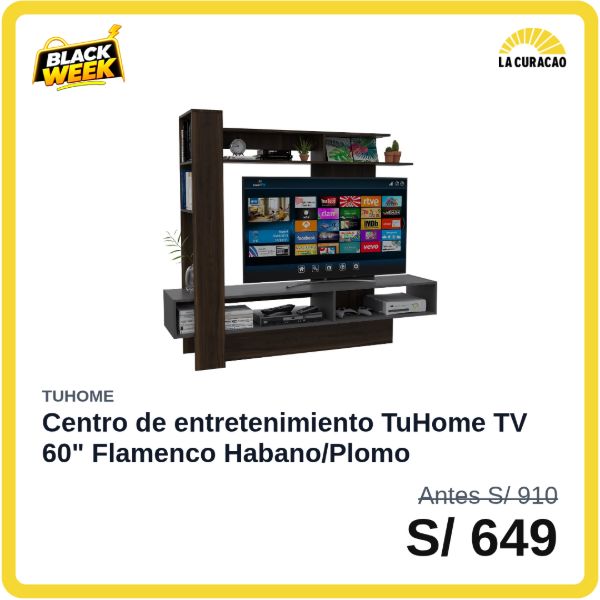 BLACK
WEEK
LA CURACAO
TUHOME
Centro de entretenimiento TuHome TV
60" Flamenco Habano/Plomo
Antes S/ 910
S/ 649